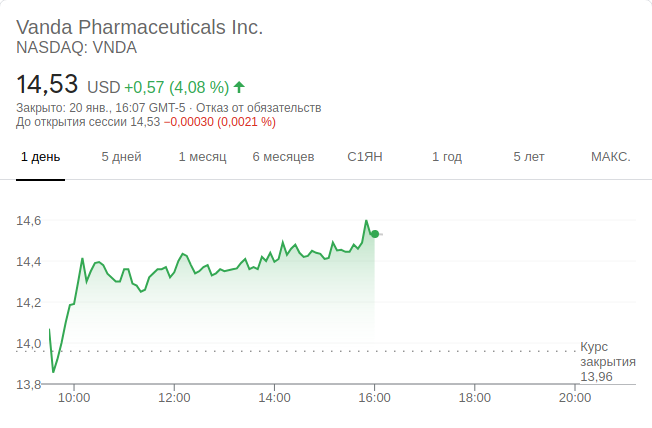 Vanda Pharmaceuticals Inc.
NASDAQ: VNDA
14,53 USD +0,57 (4,08 %)
Закрыто: 20 янв., 16:07 GMT-5 · Отказ от обязательств
До открытия сессии 14,53 −0,00030 (0,0021 %)
1 день 5 дней 1 месяц 6 месяцев С1ЯН 1 год 5 лет МАКС.
14,6
14,4
14,2
14,0
13,8
Курс
закрытия
13,96
10:00 12:00 14:00 16:00 18:00 20:00